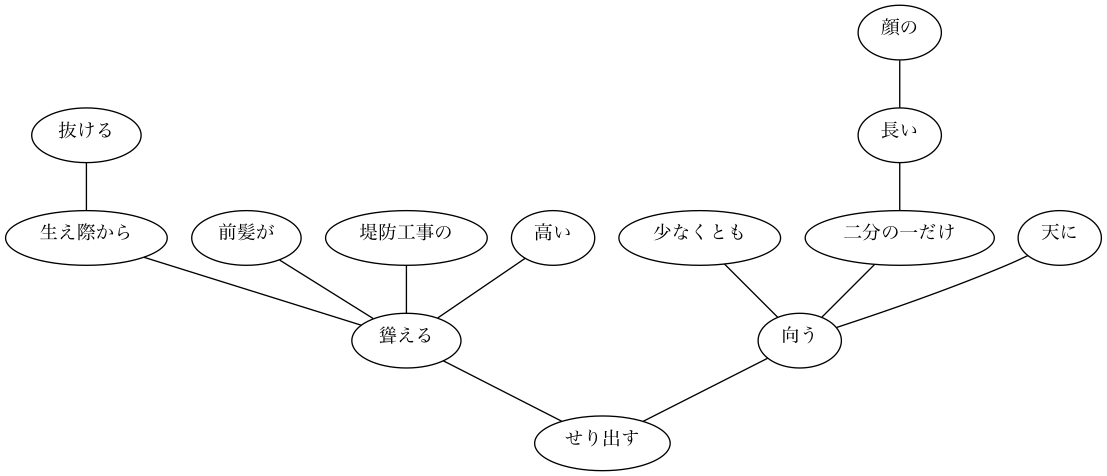 顔の
抜ける
長い
生え際から
前髪が
堤防工事の
高い
少なくとも
二分の一だけ
天に
聳える
向う
せり出す